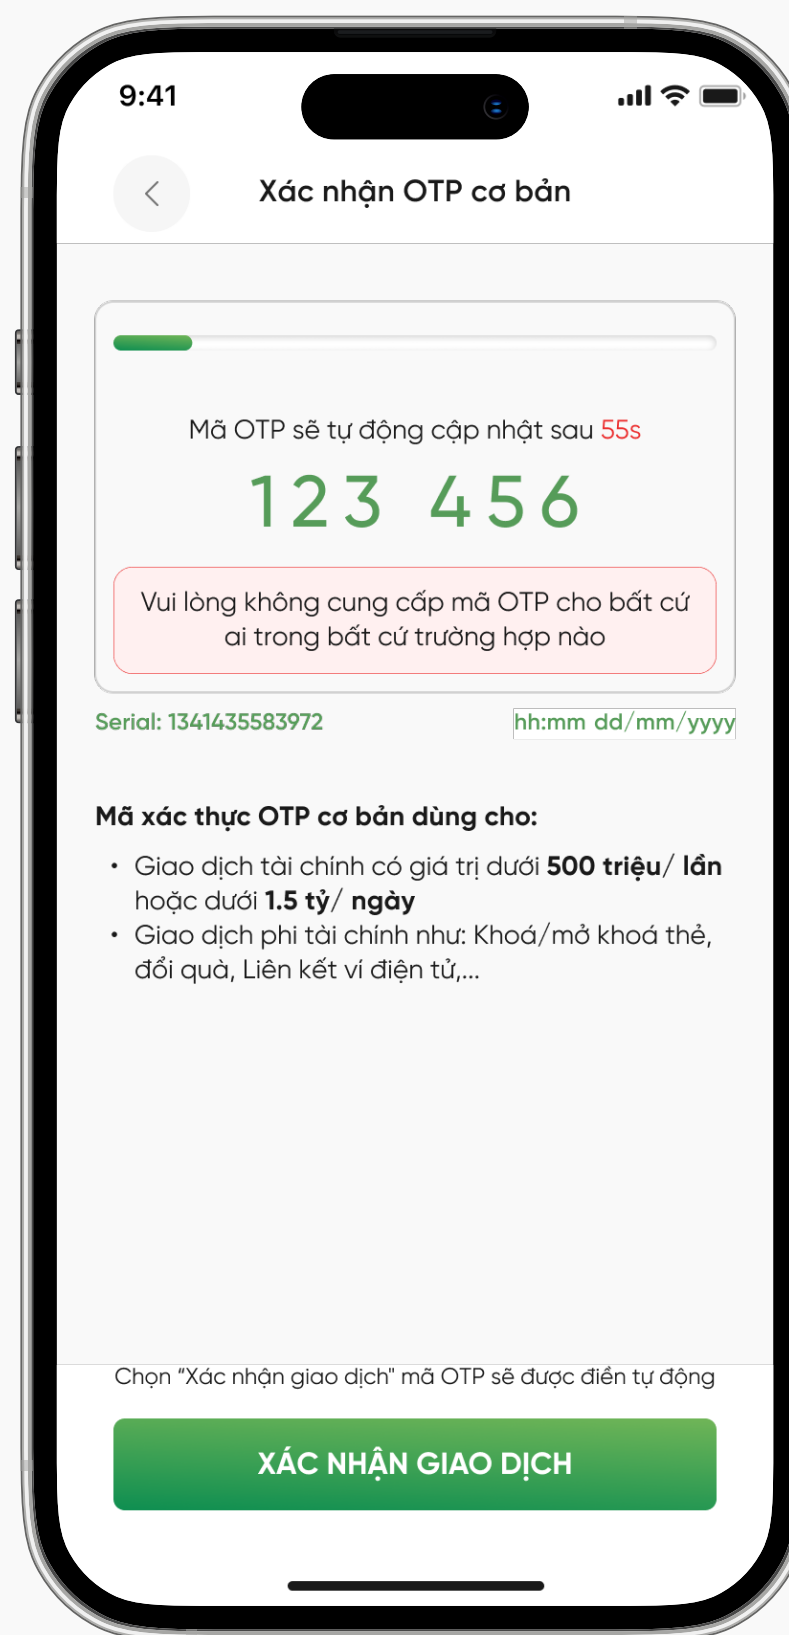 9:41
Xác nhận OTP cơ bản
Mã OTP sẽ tự động cập nhật sau 55s
123 456
Vui lòng không cung cấp mã OTP cho bất cứ
ai trong bất cứ trường hợp nào
Serial: 1341435583972
hh:mm dd/mm/yyyy
Mã xác thực OTP cơ bản dùng cho:
• Giao dịch tài chính có giá trị dưới 500 triệu/ lần
hoặc dưới 1.5 tỷ/ ngày
• Giao dịch phi tài chính như: Khoá/mở khoá thẻ,
đổi quà, Liên kết ví điện tử,...
Chọn “Xác nhận giao dịch" mã OTP sẽ được điền tự động
XÁC NHẬN GIAO DỊCH